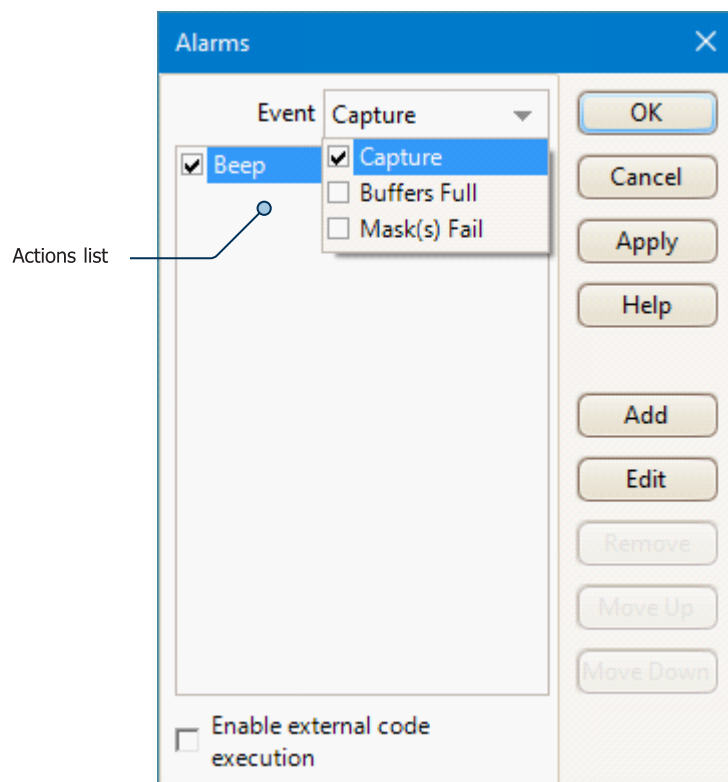 Alarms
Event Capture
Capture
Buffers Full
Mask(s) Fail
Beep
Actions list
Enable external code
execution
OK
Cancel
Apply
Help
Add
Edit
Remove
Move Up
Move Down